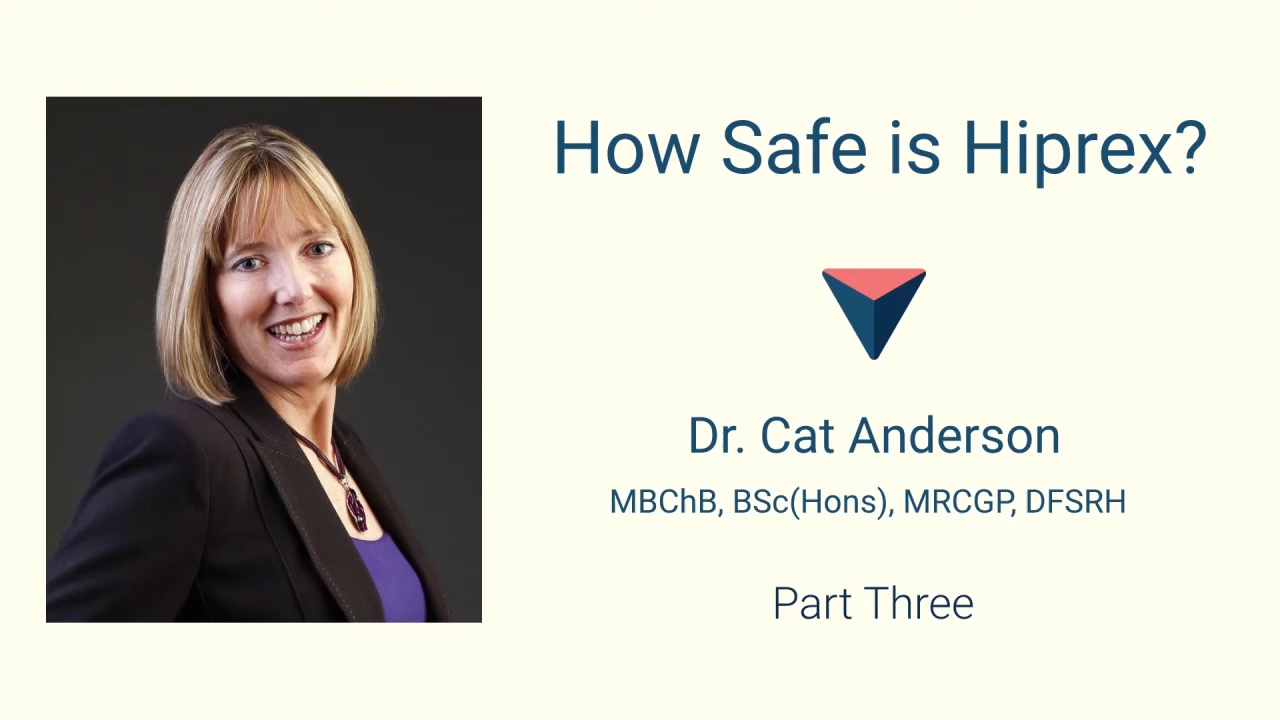 How Safe is Hiprex?
Dr. Cat Anderson
MBChB, BSc(Hons), MRCGP, DFSRH
Part Three